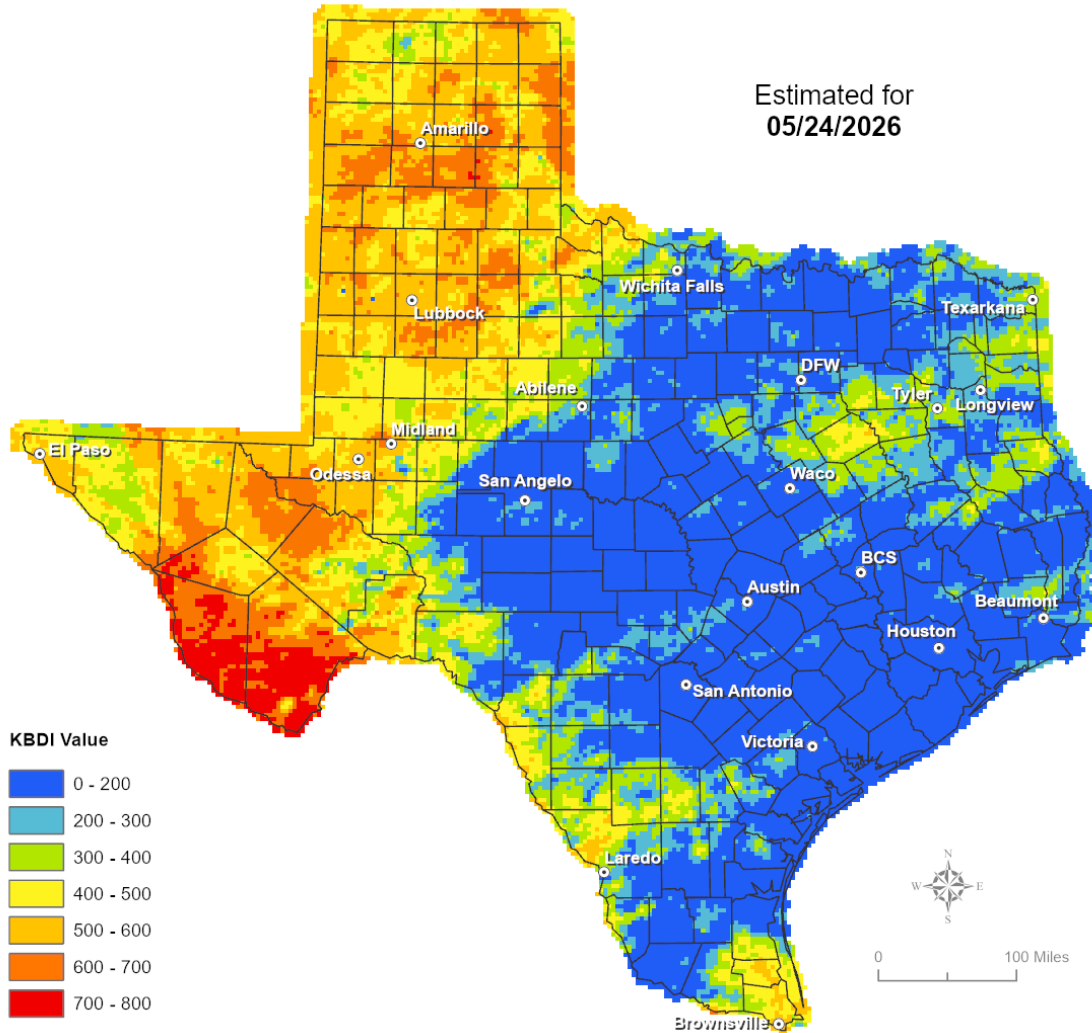 Estimated for
05/24/2026
Amarillo
Wichita Falls
Lubbock
Texarkana
DFW
Abilene
Tyler
Longview
Midland
El Paso
Odessa
San Angelo
Waco
BCS
Austin
Beaumont
Houston
San Antonio
Victoria
Laredo
Brownsville
KBDI Value
0 - 200
200 - 300
300 - 400
400 - 500
500 - 600
600 - 700
700 - 800
N
W E
S
0 100 Miles